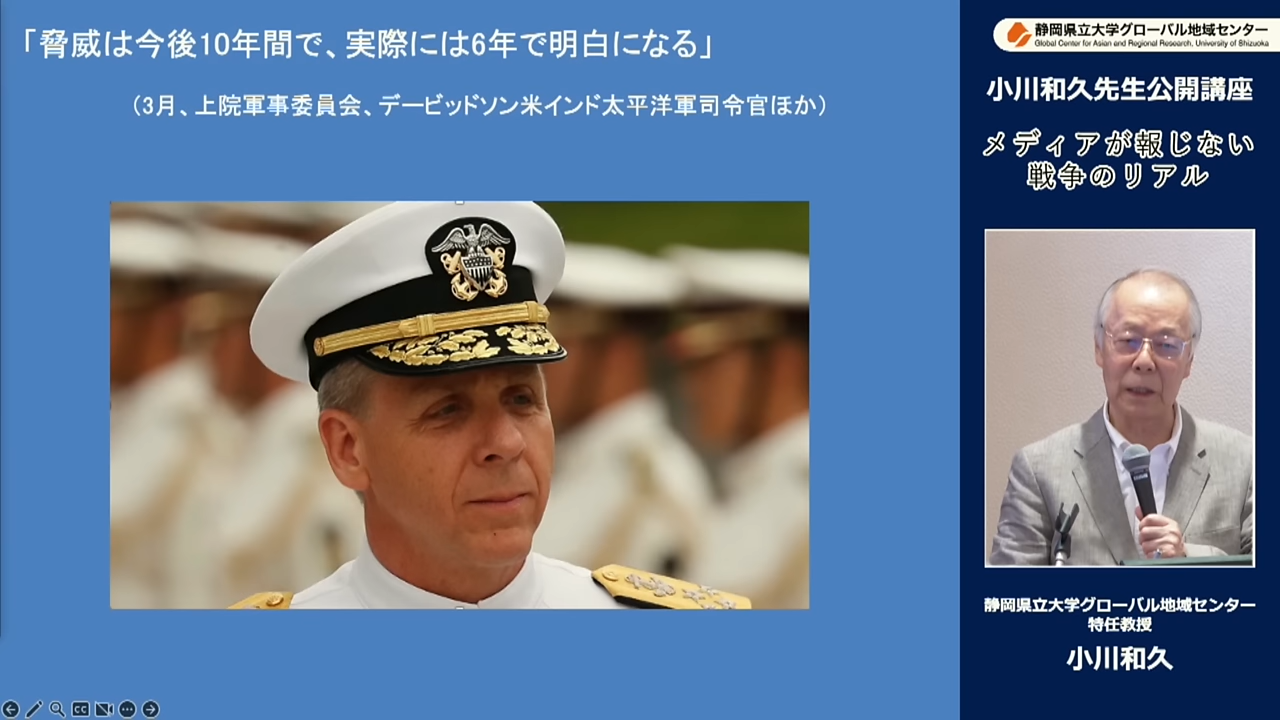 「脅威は今後10年間で、実際には6年で明白になる」
（3月、上院軍事委員会、デービッドソン米インド太平洋軍司令官ほか）
静岡県立大学グローバル地域センター
Global Center for Asian and Regional Research, University of Shizuoka
小川和久先生公開講座
メディアが報じない
戦争のリアル
静岡県立大学グローバル地域センター
特任教授
小川和久
CC